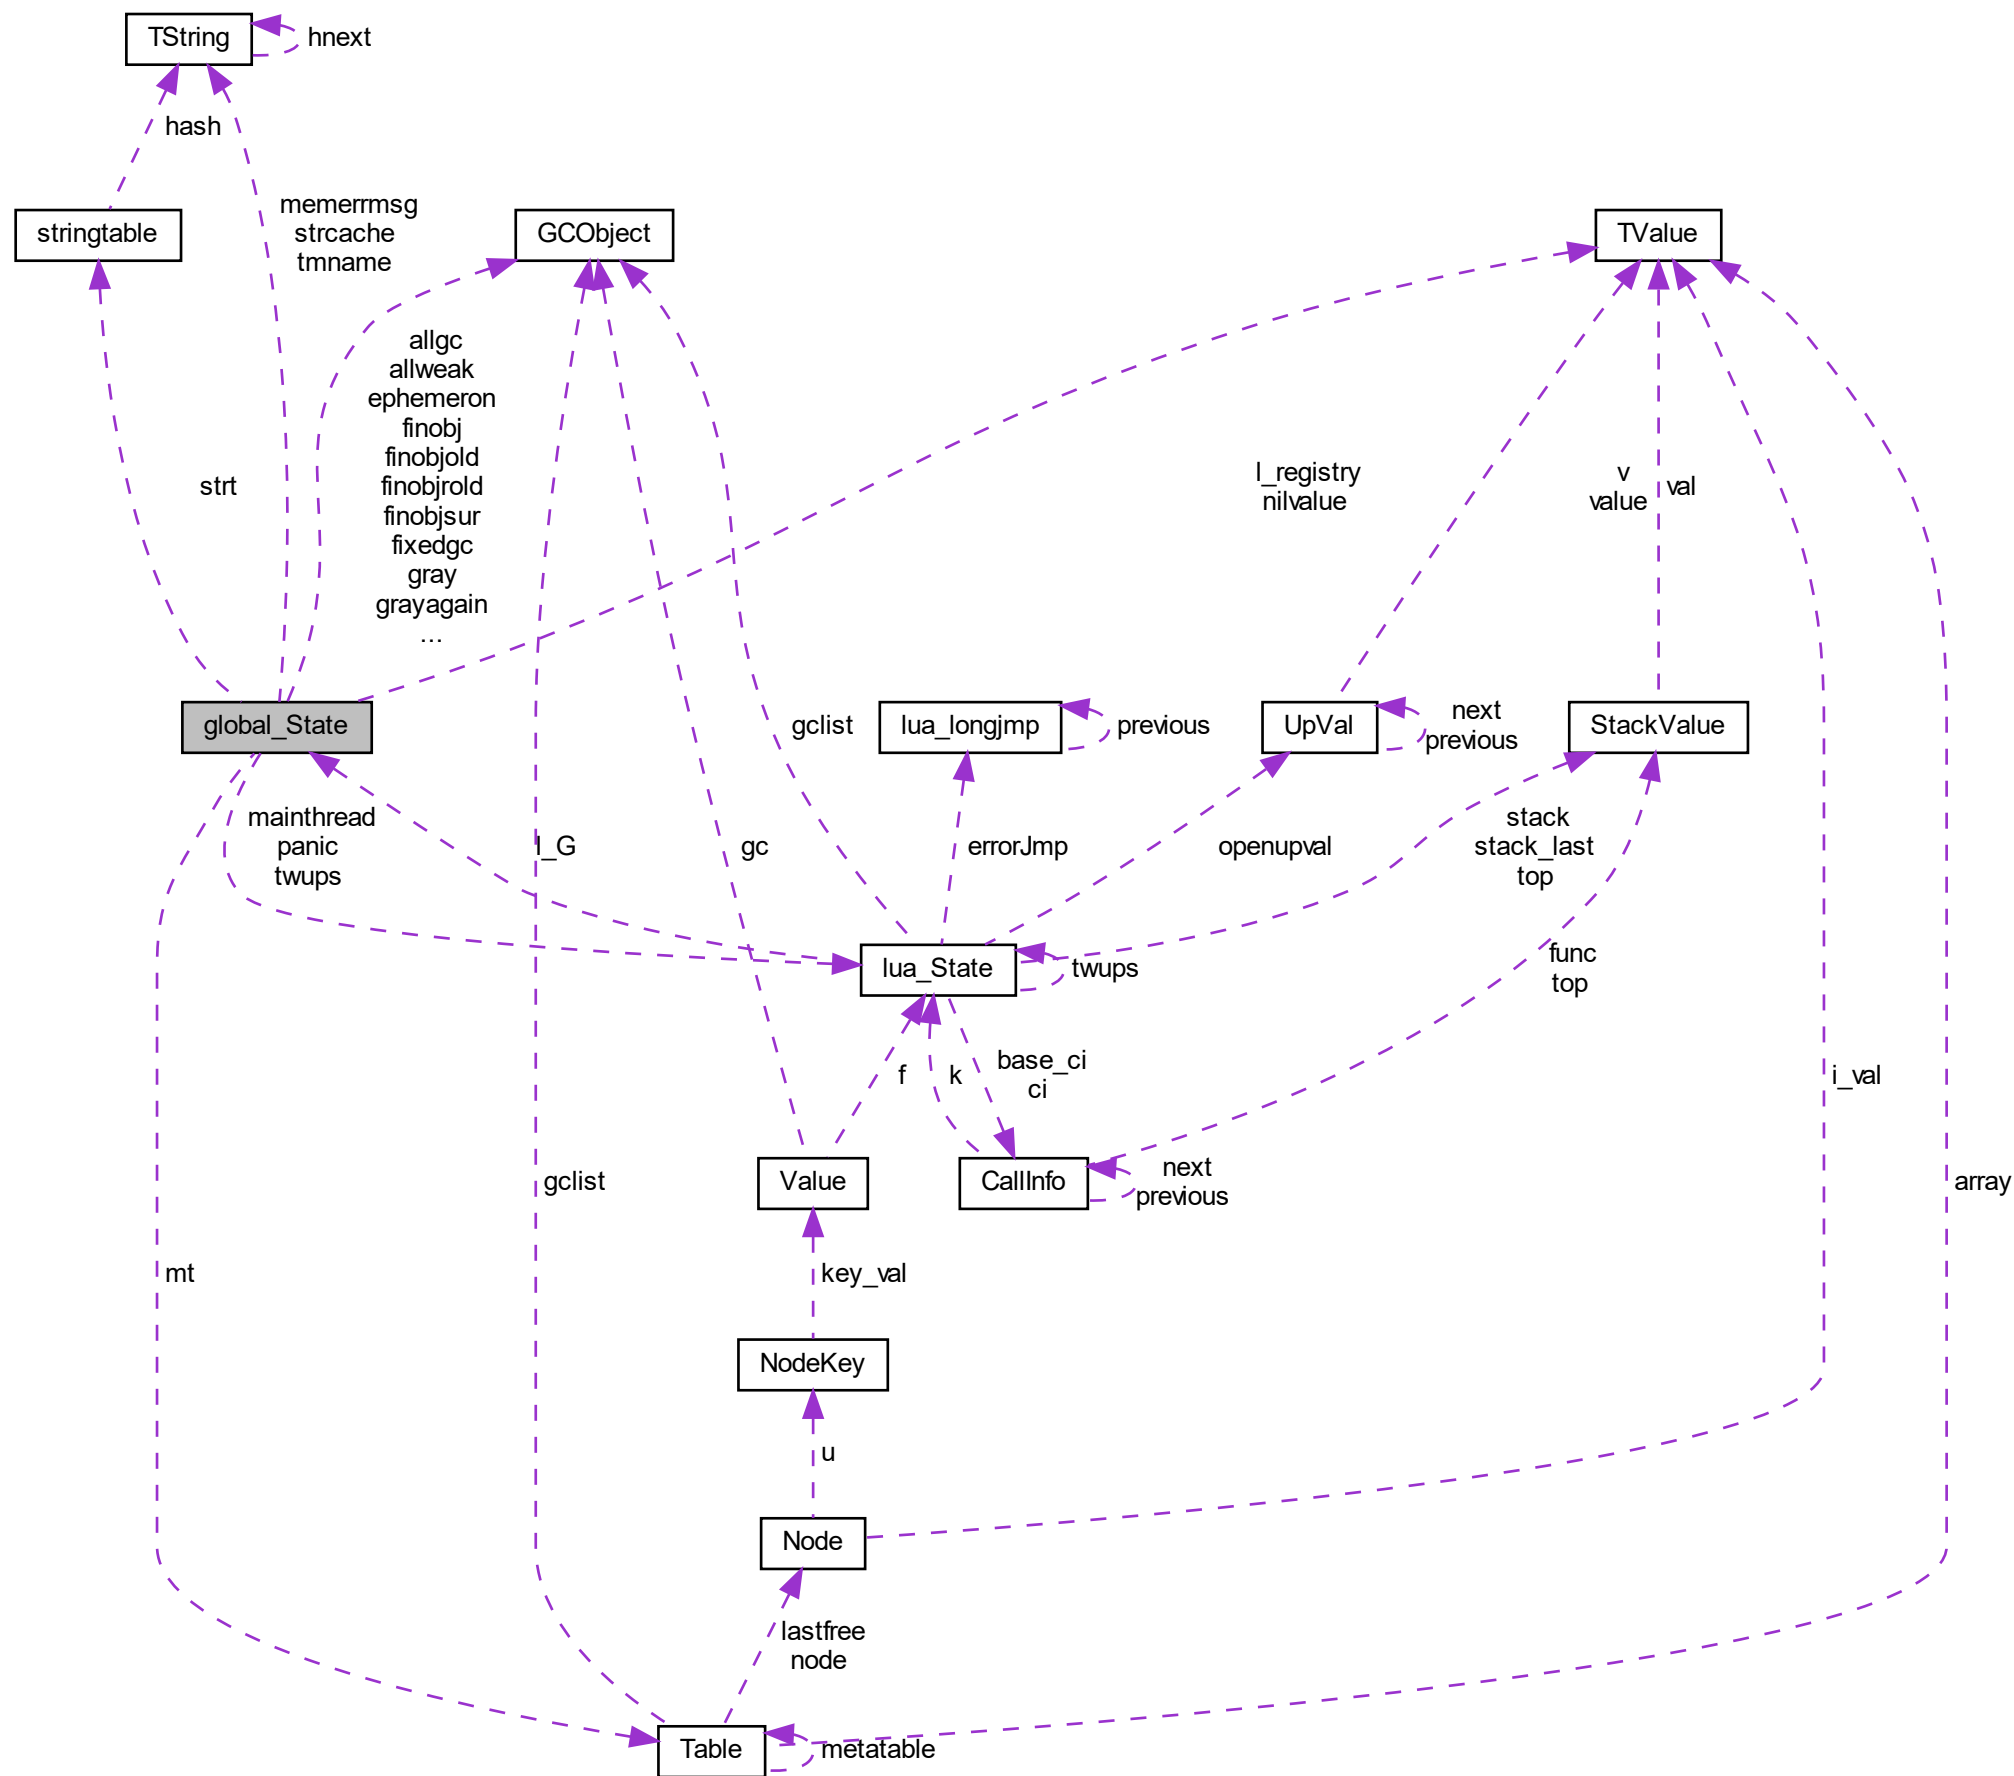 TString
hnext
hash
memerrmsg
strcache
tmname
stringtable
GCObject
TValue
allgc
allweak
ephemeron
finobj
finobjold
finobjrold
finobjsur
fixedgc
gray
grayagain
...
strt
l_registry
nilvalue
v
value
val
global_State
gclist
lua_longjmp
previous
UpVal
next
previous
StackValue
mainthread
panic
twups
l_G
gc
errorJmp
openupval
stack
stack_last
top
lua_State
twups
func
top
f
k
base_ci
ci
i_val
gclist
Value
CallInfo
next
previous
array
mt
key_val
NodeKey
u
Node
lastfree
node
Table
metatable